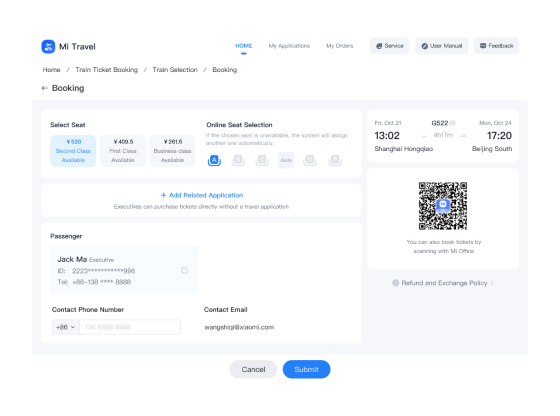 Mi Travel
HOME My Applications My Orders Service User Manual Feedback
Home / Train Ticket Booking / Train Selection / Booking
← Booking
Select Seat
¥ 520
Second Class
Available
¥ 409.5
First Class
Available
¥ 261.5
Business class
Available
Online Seat Selection
If the chosen seat is unavailable, the system will assign
another one automatically.
A
Aisle
+ Add Related Application
Executives can purchase tickets directly without a travel application
Passenger
Jack Ma Executive
ID: 2223***********996
Tel: +86-138 **** 8888
Contact Phone Number
+86 138 8888 8888
Contact Email
wangshiqi@xiaomi.com
Fri, Oct 21 G522 Mon, Oct 24
13:02 4h17m 17:20
Shanghai Hongqiao Beijing South
You can also book tickets by
scanning with Mi Office
Refund and Exchange Policy >
Cancel Submit